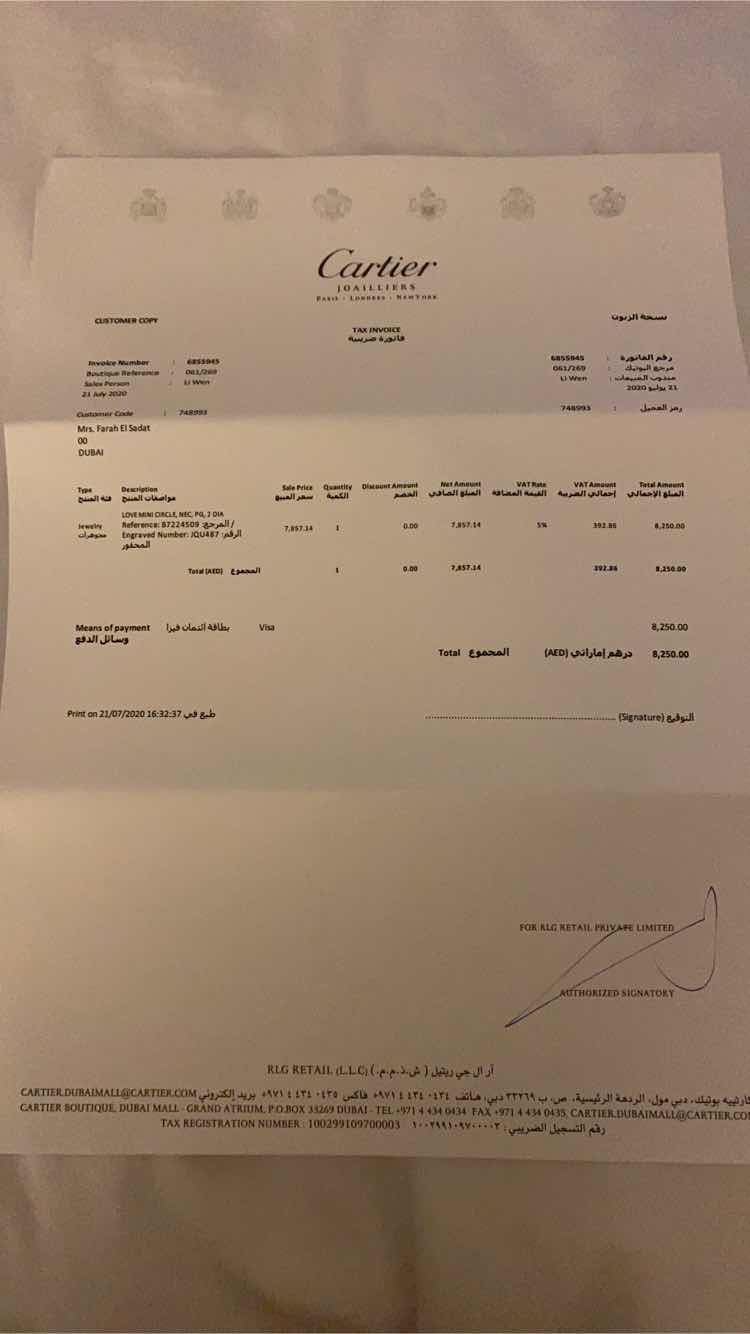 Cartier
JOAILLIERS
PARIS - LONDRES - NEW YORK
CUSTOMER COPY نسخة الزبون
TAX INVOICE
فاتورة ضريبية
Invoice Number : 6855945 6855945 : رقم الفاتورة
Boutique Reference : 061/269 061/269 : مرجع البوتيك
Sales Person : Li Wen Li Wen : مندوب المبيعات
21 July 2020 21 يوليو 2020
Customer Code : 748993 748993 : رمز العميل
Mrs. Farah El Sadat
00
DUBAI
Type Description Sale Price Quantity Discount Amount Net Amount VAT Rate VAT Amount Total Amount
فئة المنتج مواصفات المنتج سعر المبيع الكمية الخصم المبلغ الصافي القيمة المضافة إجمالي الضريبة المبلغ الإجمالي
LOVE MINI CIRCLE, NEC, PG, 2 DIA
Jewelry Reference: B7224509 :المرجع / 7,857.14 1 0.00 7,857.14 5% 392.86 8,250.00
مجوهرات Engraved Number: JQU487 :الرقم
المحفور
Total (AED) المجموع 1 0.00 7,857.14 392.86 8,250.00
Means of payment بطاقة ائتمان فيزا Visa 8,250.00
وسائل الدفع
Total المجموع (AED) درهم إماراتي 8,250.00
Print on 21/07/2020 16:32:37 طبع في
(Signature) التوقيع
FOR RLG RETAIL PRIVATE LIMITED
AUTHORIZED SIGNATORY
RLG RETAIL (L.L.C) (.آر ال جي ريتيل ( ش.ذ.م.م
كارتييه بوتيك، دبي مول، الردهة الرئيسية، ص. ب ٣٣٢٦٩ دبي، هاتف ٠٤٣٤ ٤٣٤ ٤ ٩٧١+ فاكس ٠٤٣٥ ٤٣٤ ٤ ٩٧١+ بريد إلكتروني CARTIER.DUBAIMALL@CARTIER.COM
CARTIER BOUTIQUE, DUBAI MALL - GRAND ATRIUM, P.O.BOX 33269 DUBAI - TEL +971 4 434 0434 FAX +971 4 434 0435, CARTIER.DUBAIMALL@CARTIER.COM
TAX REGISTRATION NUMBER : 100299109700003 رقم التسجيل الضريبي : ١٠٠٢٩٩١٠٩٧٠٠٠٠٣